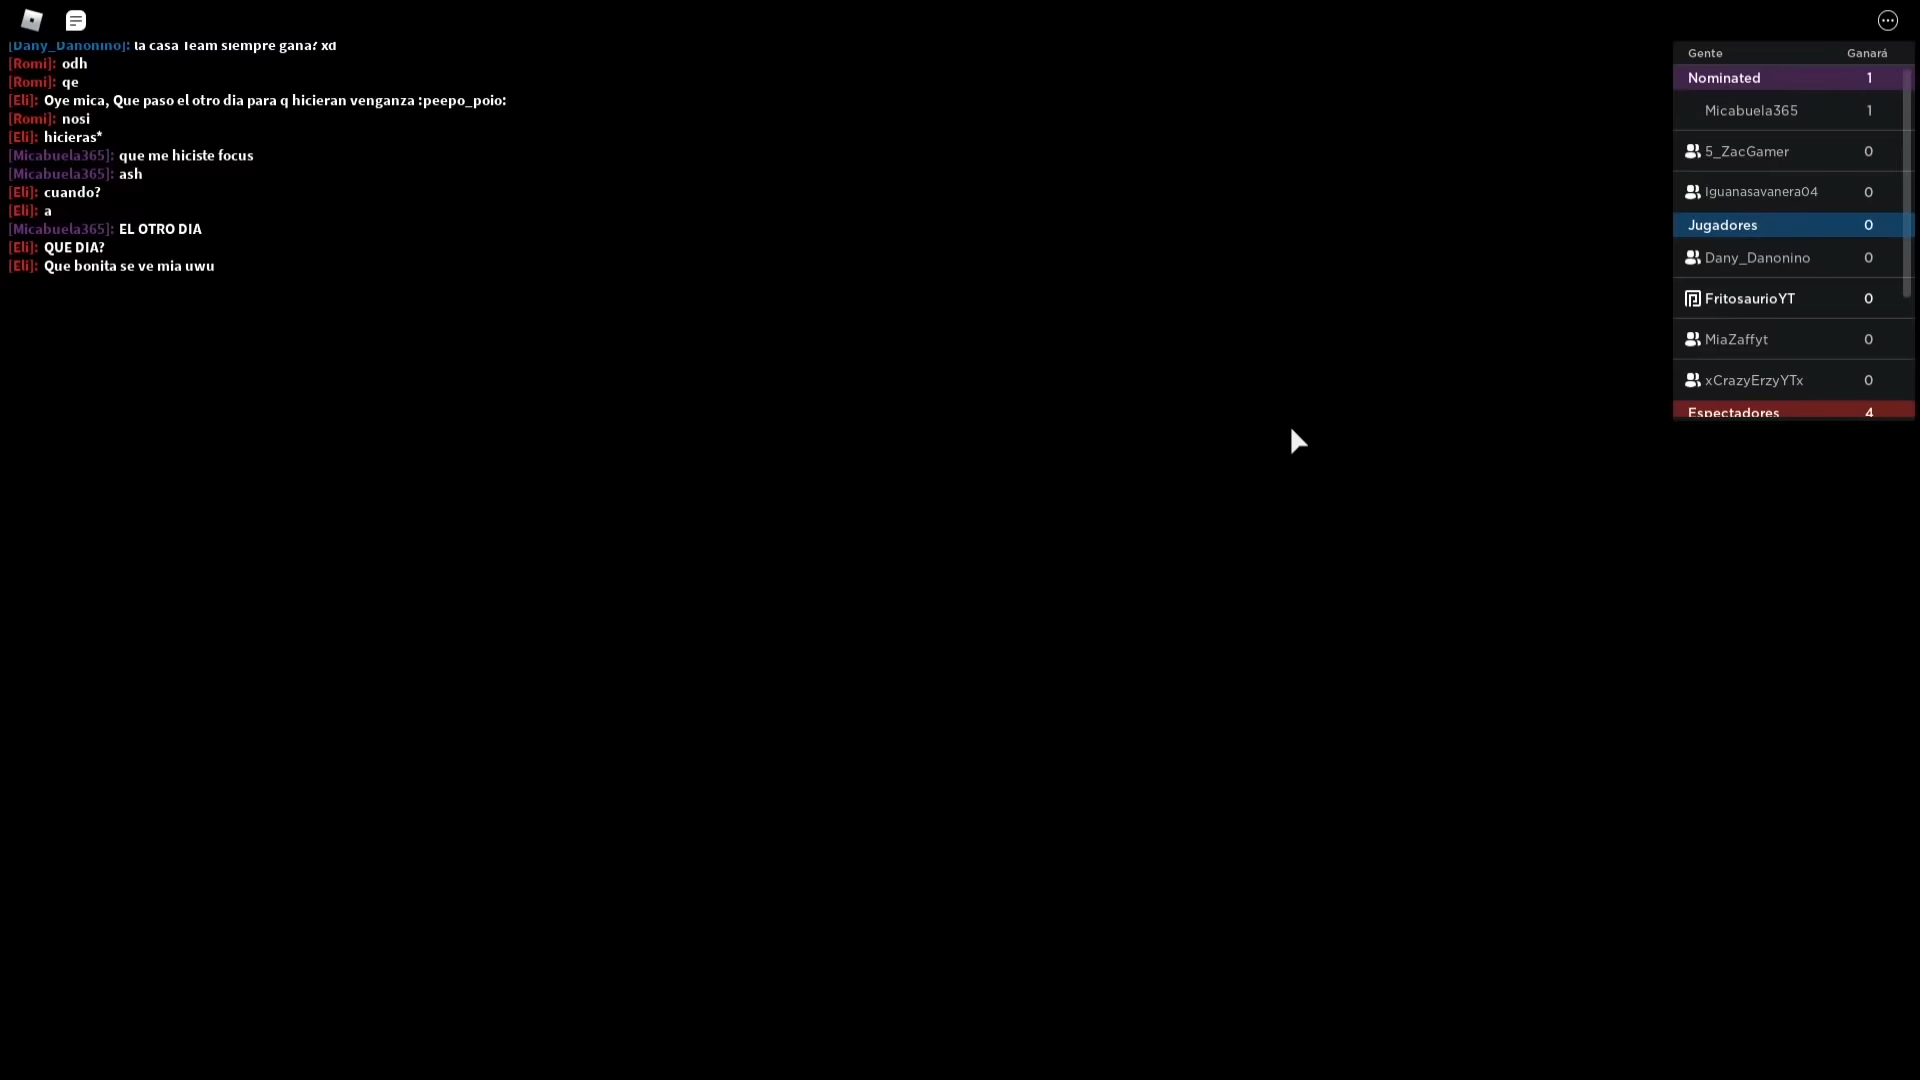 [Dany_Danonino]: la casa Team siempre gana? xd
[Romi]: odh
[Romi]: qe
[Eli]: Oye mica, Que paso el otro dia para q hicieran venganza :peepo_poio:
[Romi]: nosi
[Eli]: hicieras*
[Micabuela365]: que me hiciste focus
[Micabuela365]: ash
[Eli]: cuando?
[Eli]: a
[Micabuela365]: EL OTRO DIA
[Eli]: QUE DIA?
[Eli]: Que bonita se ve mia uwu
Gente Ganará
Nominated 1
Micabuela365 1
5_ZacGamer 0
Iguanasavanera04 0
Jugadores 0
Dany_Danonino 0
FritosaurioYT 0
MiaZaffyt 0
xCrazyErzyYTx 0
Espectadores 4